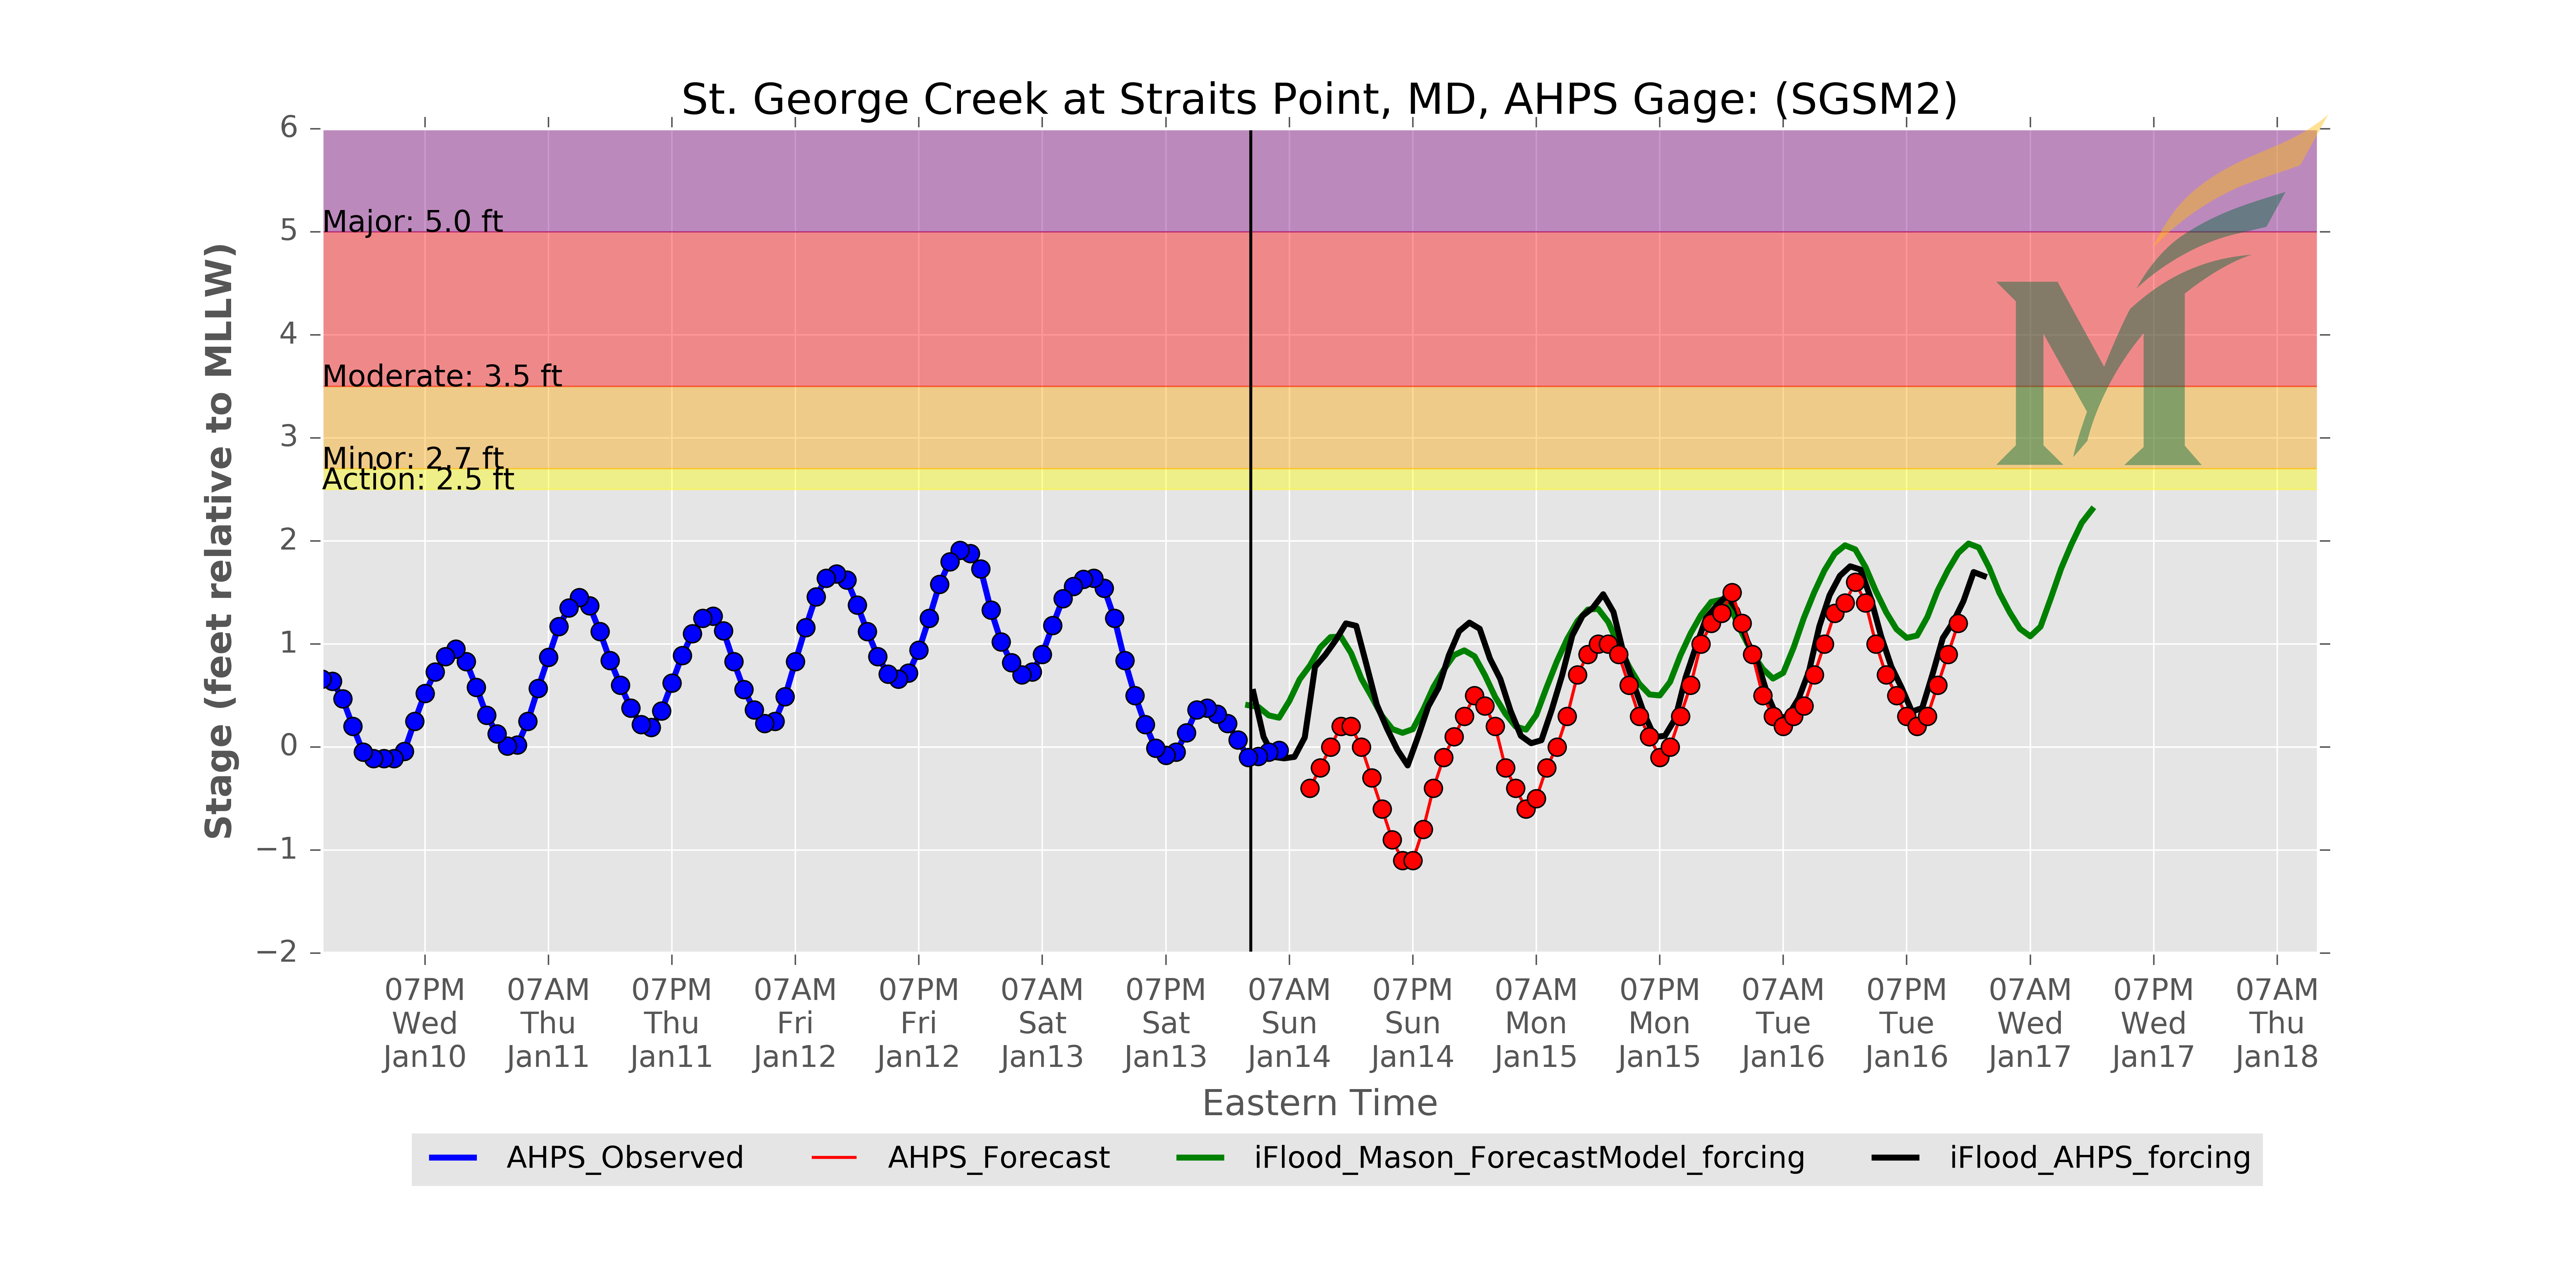 St. George Creek at Straits Point, MD, AHPS Gage: (SGSM2)
Stage (feet relative to MLLW)
6
5
4
3
2
1
0
−1
−2
Major: 5.0 ft
Moderate: 3.5 ft
Minor: 2.7 ft
Action: 2.5 ft
M
07PM 07AM 07PM 07AM 07PM 07AM 07PM 07AM 07PM 07AM 07PM 07AM 07PM 07AM 07PM 07AM
Wed Thu Thu Fri Fri Sat Sat Sun Sun Mon Mon Tue Tue Wed Wed Thu
Jan10 Jan11 Jan11 Jan12 Jan12 Jan13 Jan13 Jan14 Jan14 Jan15 Jan15 Jan16 Jan16 Jan17 Jan17 Jan18
Eastern Time
AHPS_Observed AHPS_Forecast iFlood_Mason_ForecastModel_forcing iFlood_AHPS_forcing